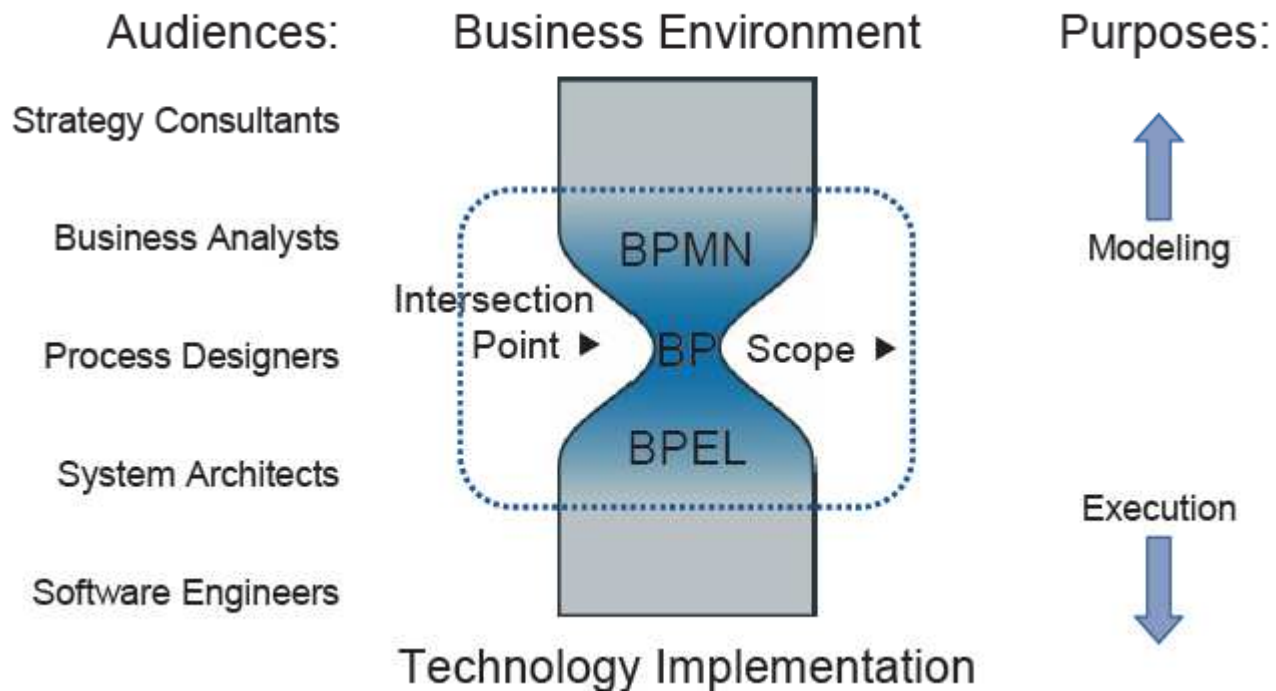 Audiences:
Business Environment
Purposes:
Strategy Consultants
Business Analysts
BPMN
Modeling
Intersection
Point ►
BP
Scope ►
Process Designers
BPEL
System Architects
Execution
Software Engineers
Technology Implementation